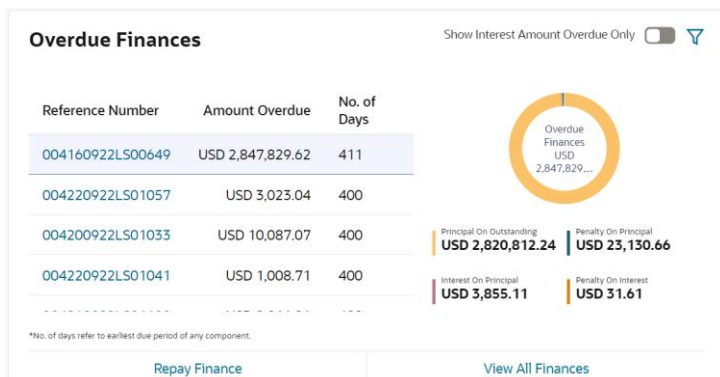 Overdue Finances
Show Interest Amount Overdue Only
Reference Number Amount Overdue No. of
Days
004160922LS00649 USD 2,847,829.62 411
004220922LS01057 USD 3,023.04 400
004200922LS01033 USD 10,087.07 400
004220922LS01041 USD 1,008.71 400
Overdue
Finances
USD
2,847,829...
Principal On Outstanding
USD 2,820,812.24
Penalty On Principal
USD 23,130.66
Interest On Principal
USD 3,855.11
Penalty On Interest
USD 31.61
*No. of days refer to earliest due period of any component.
Repay Finance
View All Finances